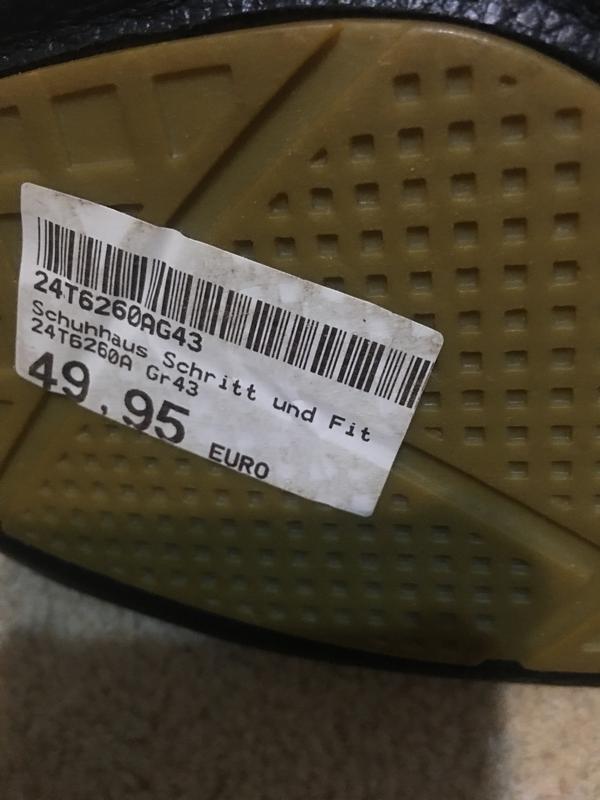 24T6260AG43
Schuhhaus Schritt und Fit
24T6260A Gr43
49,95 EURO